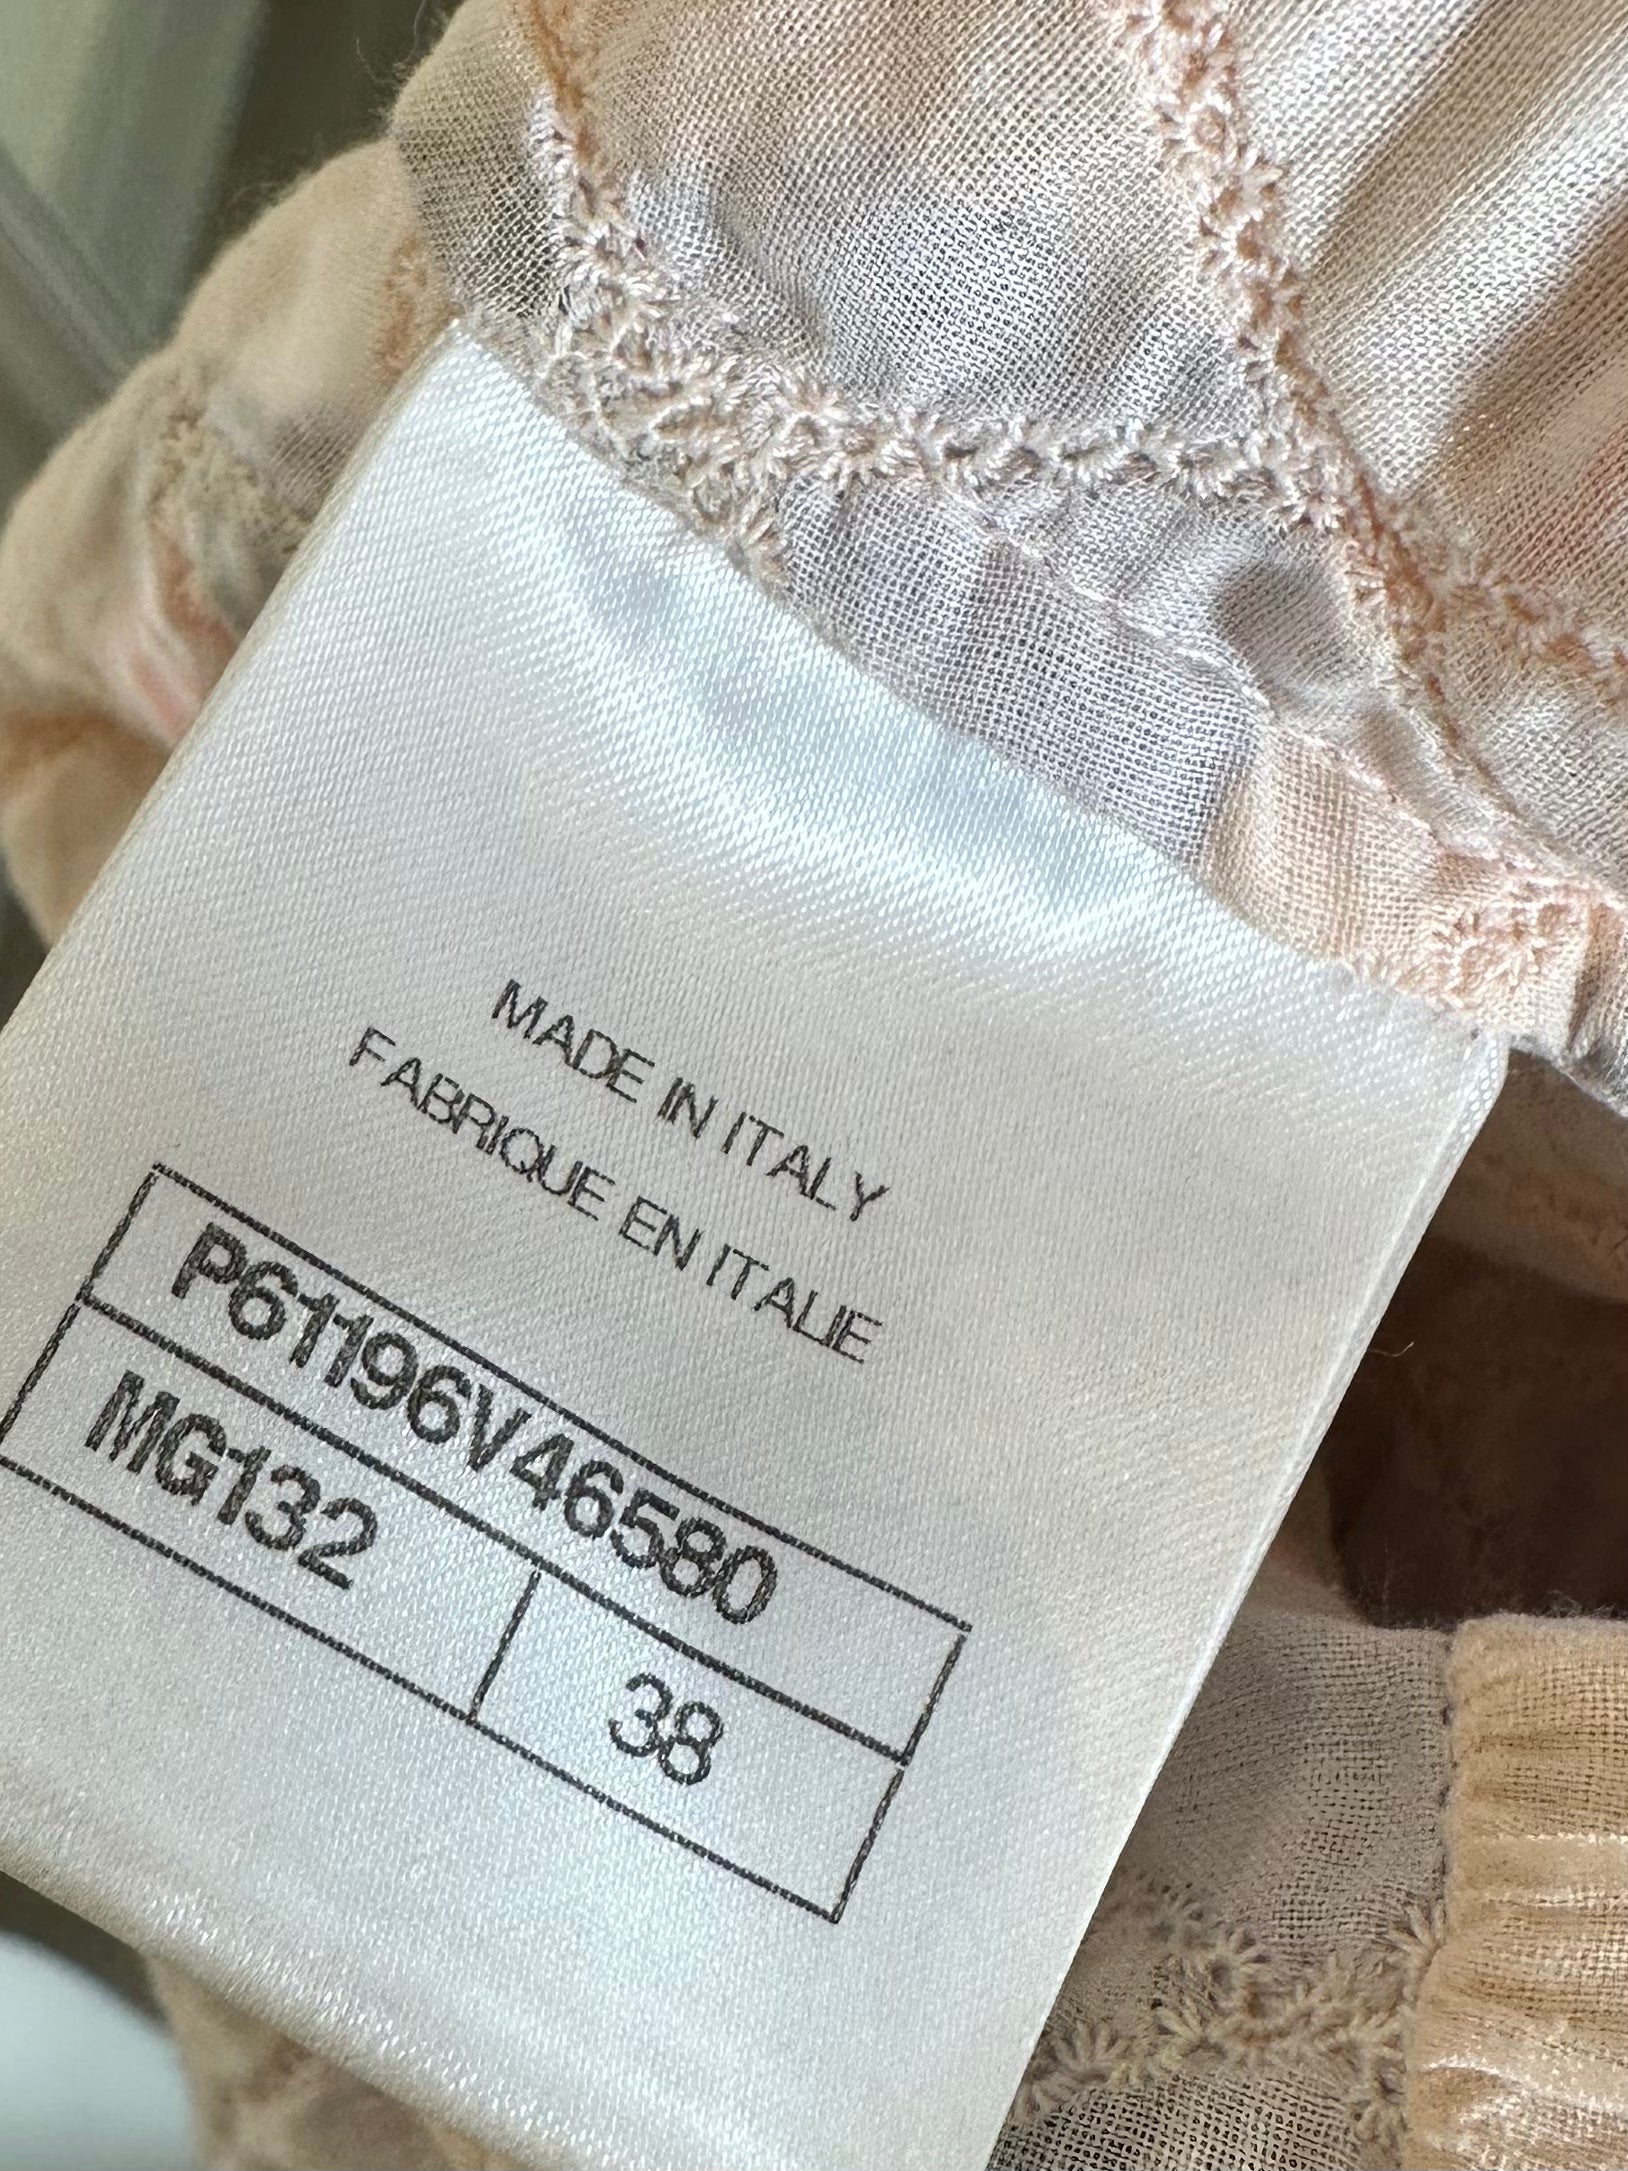 MADE IN ITALY
FABRIQUE EN ITALIE
P61196V46580
MG132 38